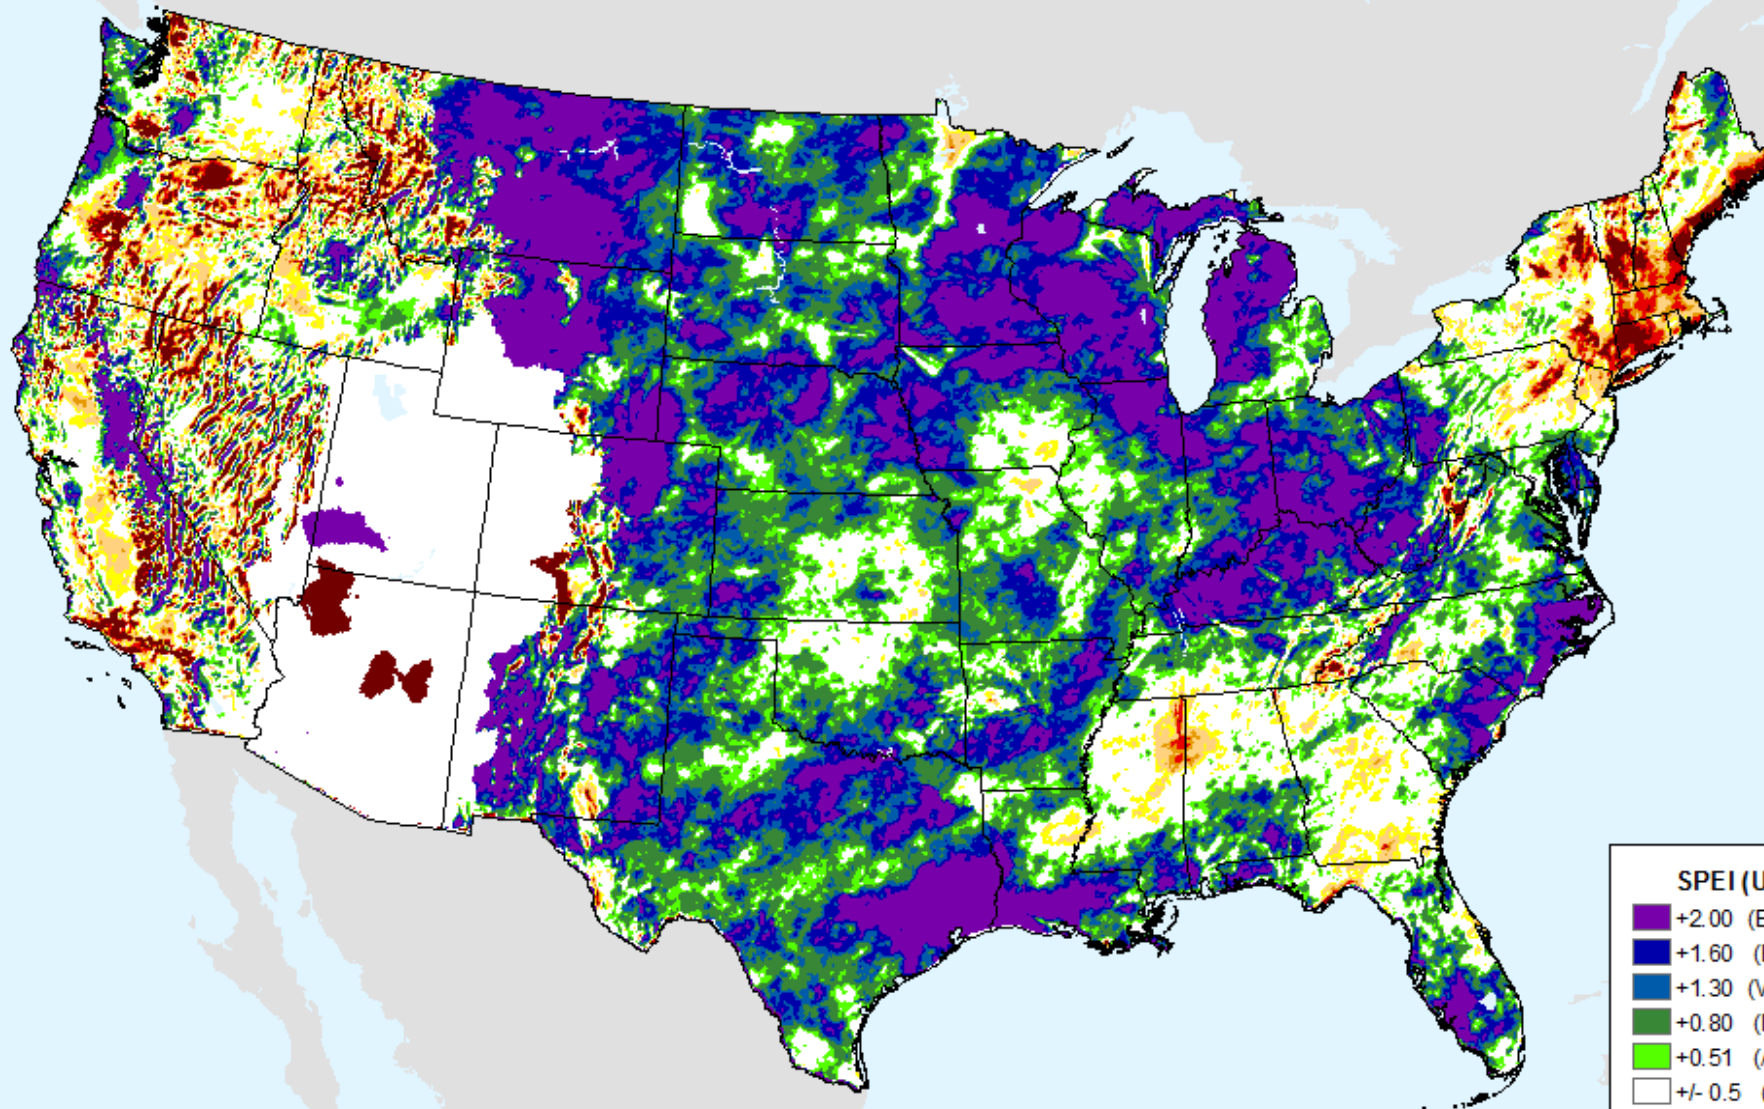 SPEI (U
+2.00 (E
+1.60 (
+1.30 (V
+0.80 (
+0.51 (
+/- 0.5 (